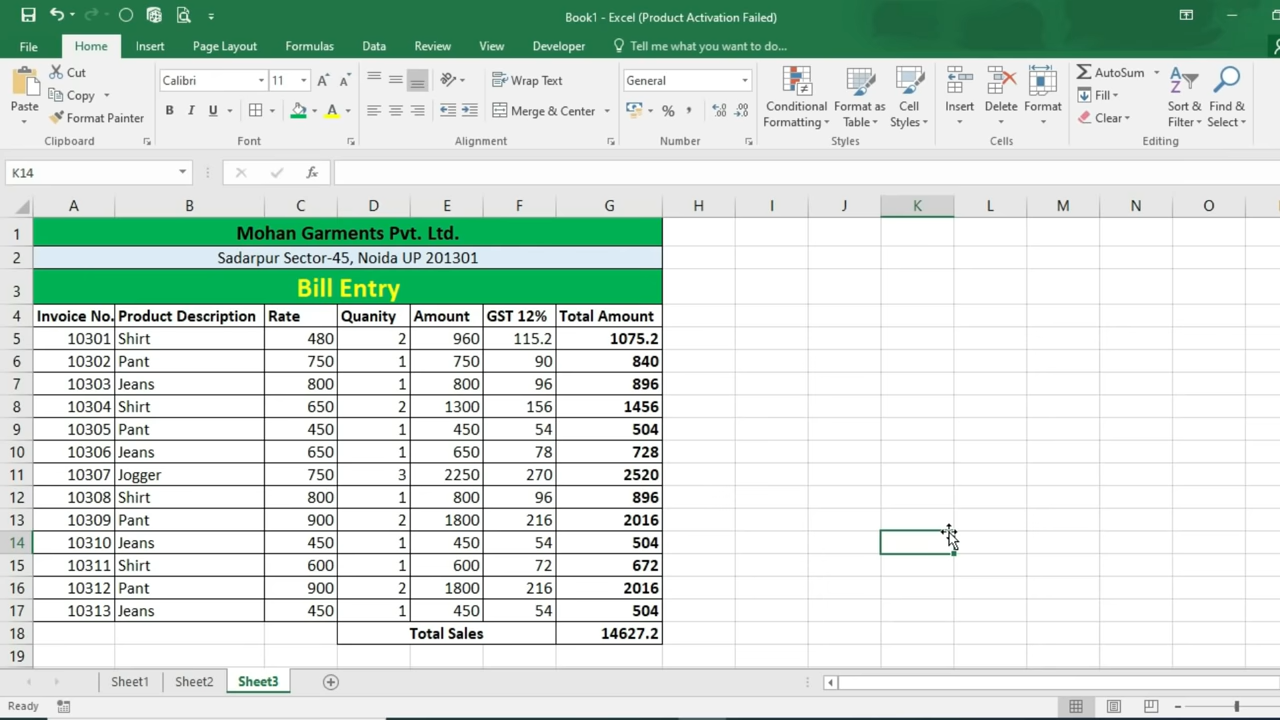 Book1 - Excel (Product Activation Failed)
File Home Insert Page Layout Formulas Data Review View Developer Tell me what you want to do...
Paste
Cut
Copy
Format Painter
Calibri 11
B I U A
Wrap Text
Merge & Center
General
%
Conditional Formatting
Format as Table
Cell Styles
Insert
Delete
Format
AutoSum
Fill
Clear
Sort & Filter
Find & Select
Clipboard Font Alignment Number Styles Cells Editing
K14 fx
A B C D E F G H I J K L M N O
1 Mohan Garments Pvt. Ltd.
2 Sadarpur Sector-45, Noida UP 201301
3 Bill Entry
4 Invoice No. Product Description Rate Quanity Amount GST 12% Total Amount
5 10301 Shirt 480 2 960 115.2 1075.2
6 10302 Pant 750 1 750 90 840
7 10303 Jeans 800 1 800 96 896
8 10304 Shirt 650 2 1300 156 1456
9 10305 Pant 450 1 450 54 504
10 10306 Jeans 650 1 650 78 728
11 10307 Jogger 750 3 2250 270 2520
12 10308 Shirt 800 1 800 96 896
13 10309 Pant 900 2 1800 216 2016
14 10310 Jeans 450 1 450 54 504
15 10311 Shirt 600 1 600 72 672
16 10312 Pant 900 2 1800 216 2016
17 10313 Jeans 450 1 450 54 504
18 Total Sales 14627.2
19
Sheet1 Sheet2 Sheet3
Ready